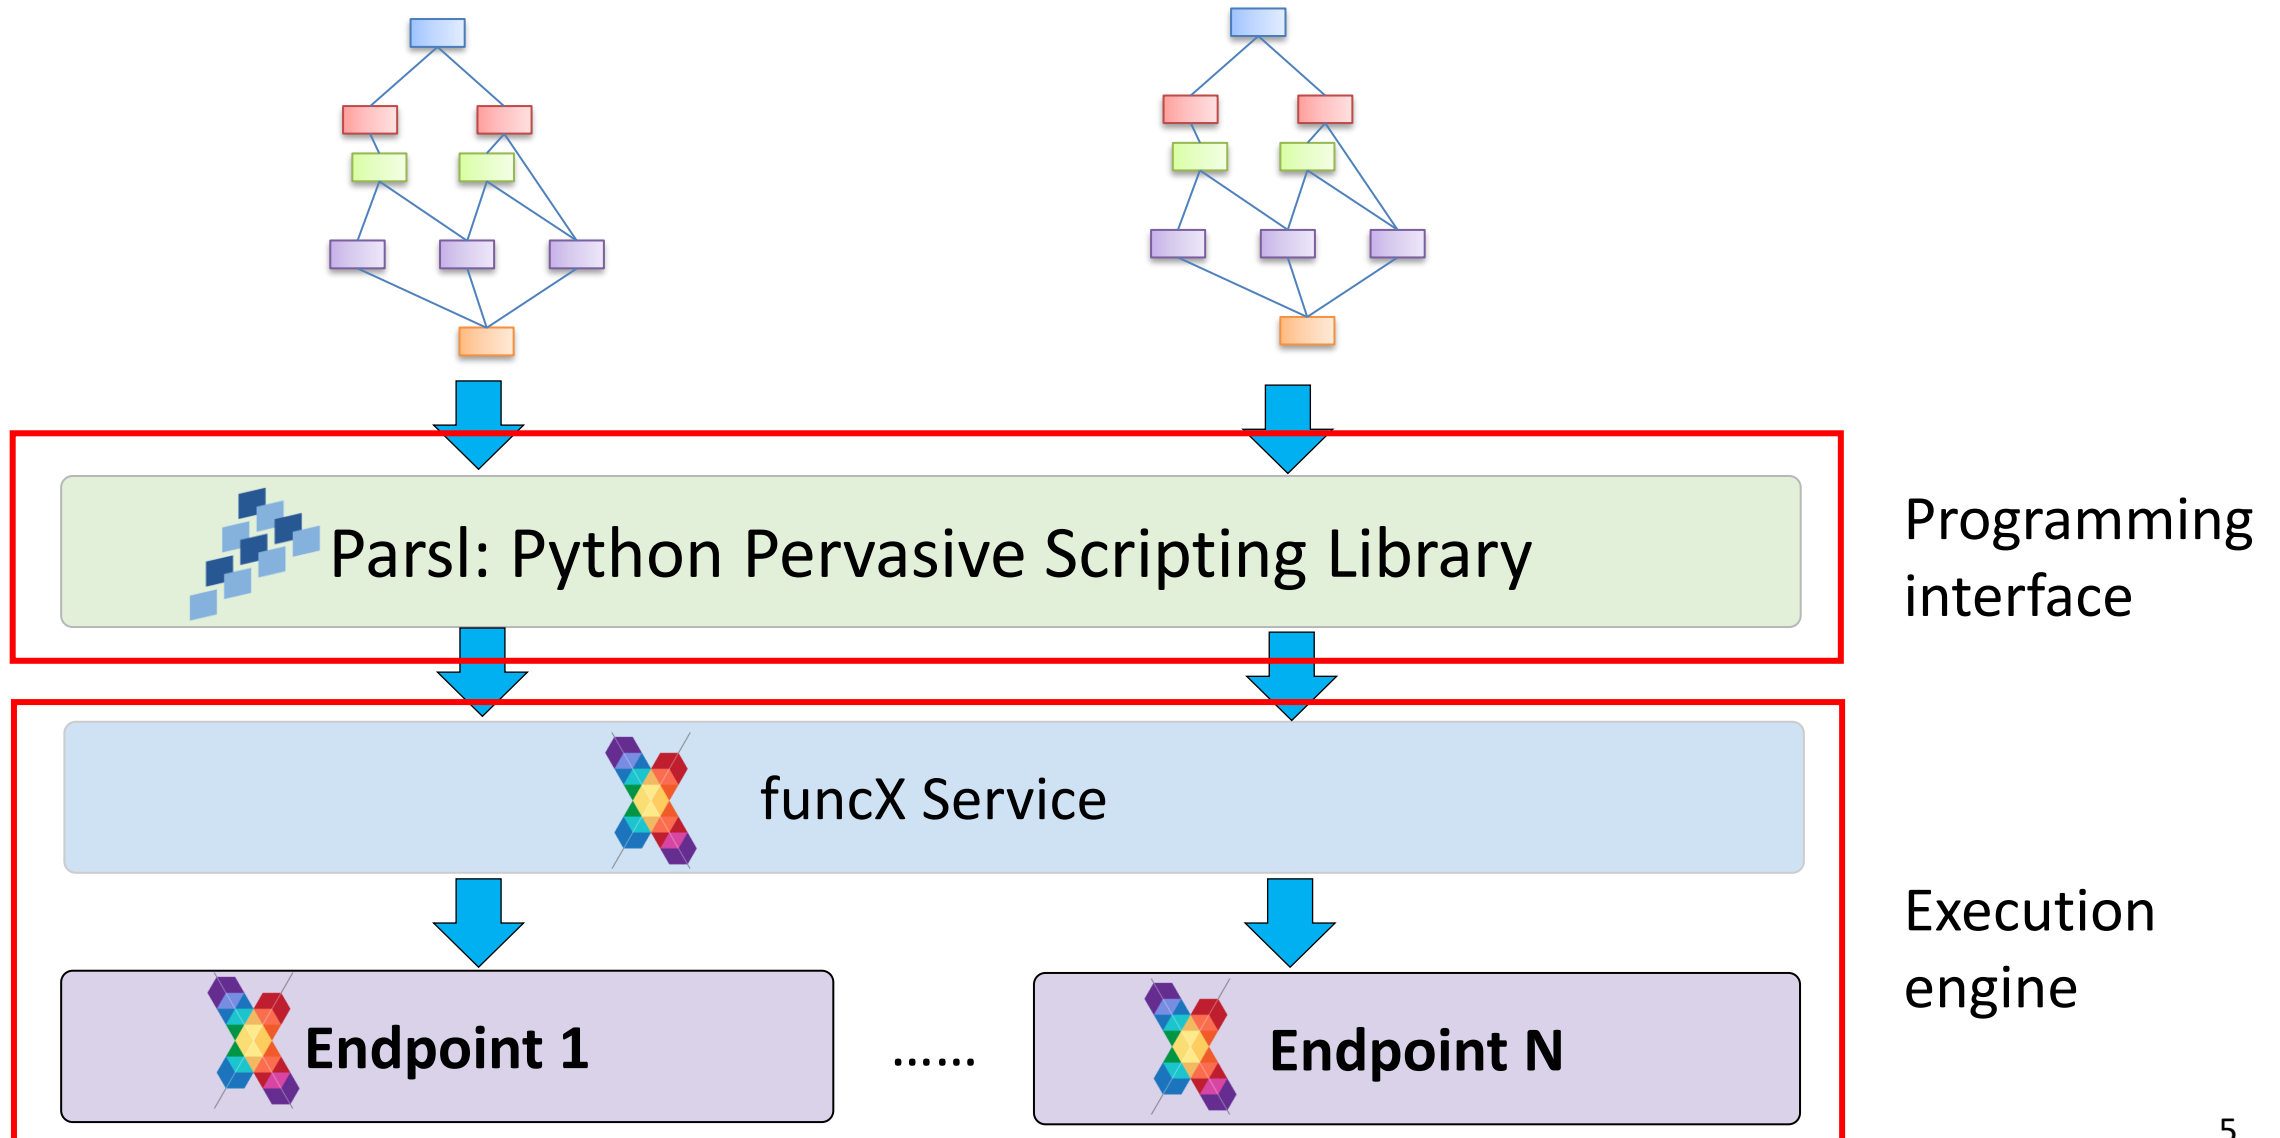 Parsl: Python Pervasive Scripting Library
Programming
interface
funcX Service
Execution
engine
Endpoint 1
......
Endpoint N
5